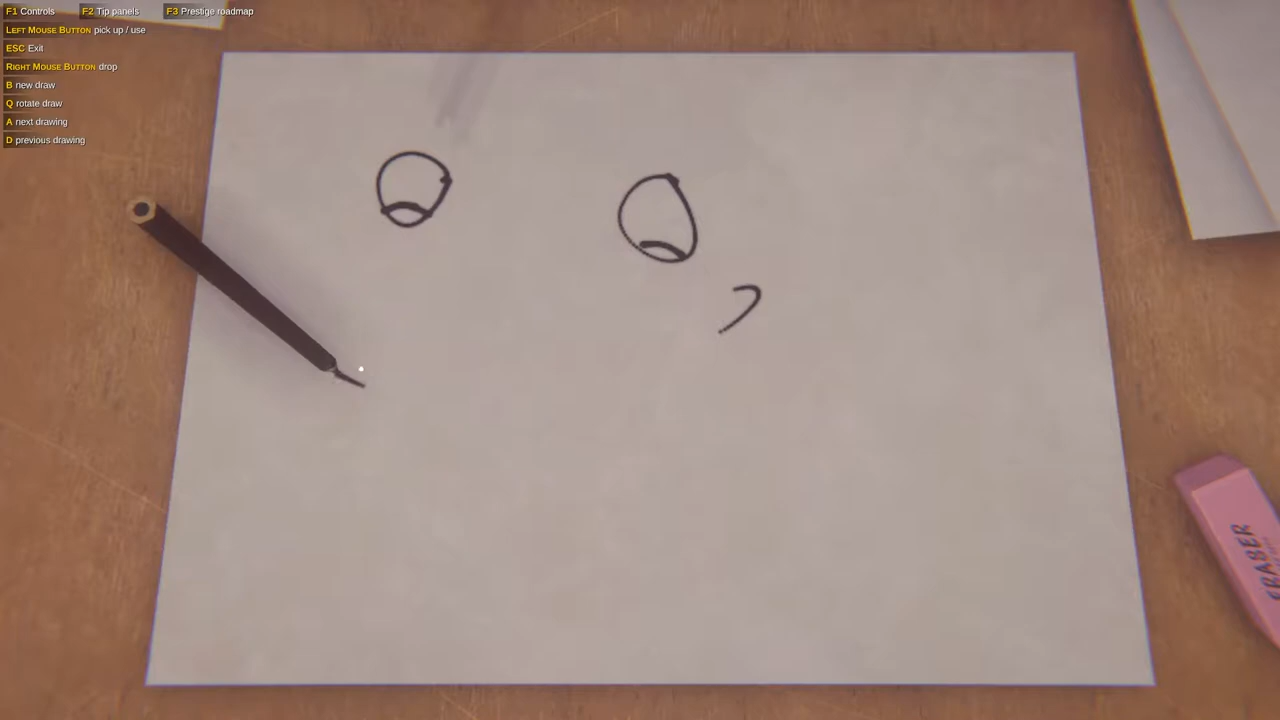 F1 Controls F2 Tip panels F3 Prestige roadmap
LEFT MOUSE BUTTON pick up / use
ESC Exit
RIGHT MOUSE BUTTON drop
B new draw
Q rotate draw
A next drawing
D previous drawing
ERASER